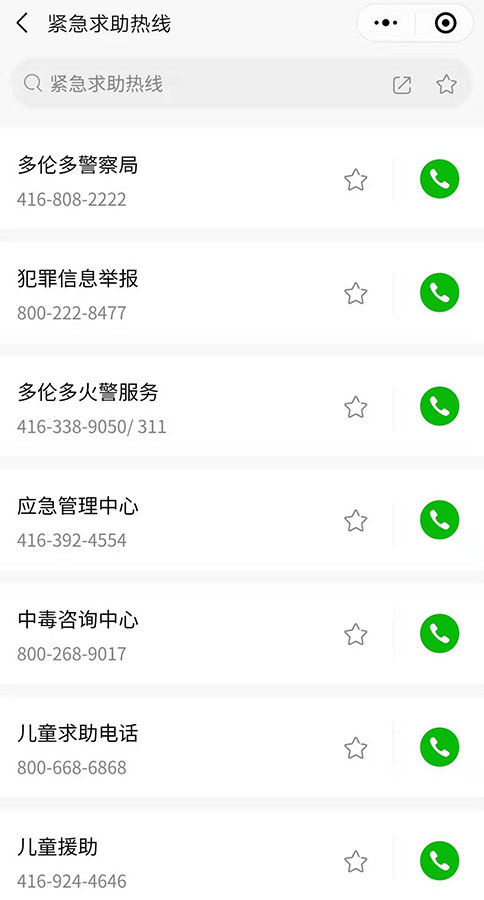 紧急求助热线
紧急求助热线
多伦多警察局
416-808-2222
犯罪信息举报
800-222-8477
多伦多火警服务
416-338-9050/ 311
应急管理中心
416-392-4554
中毒咨询中心
800-268-9017
儿童求助电话
800-668-6868
儿童援助
416-924-4646